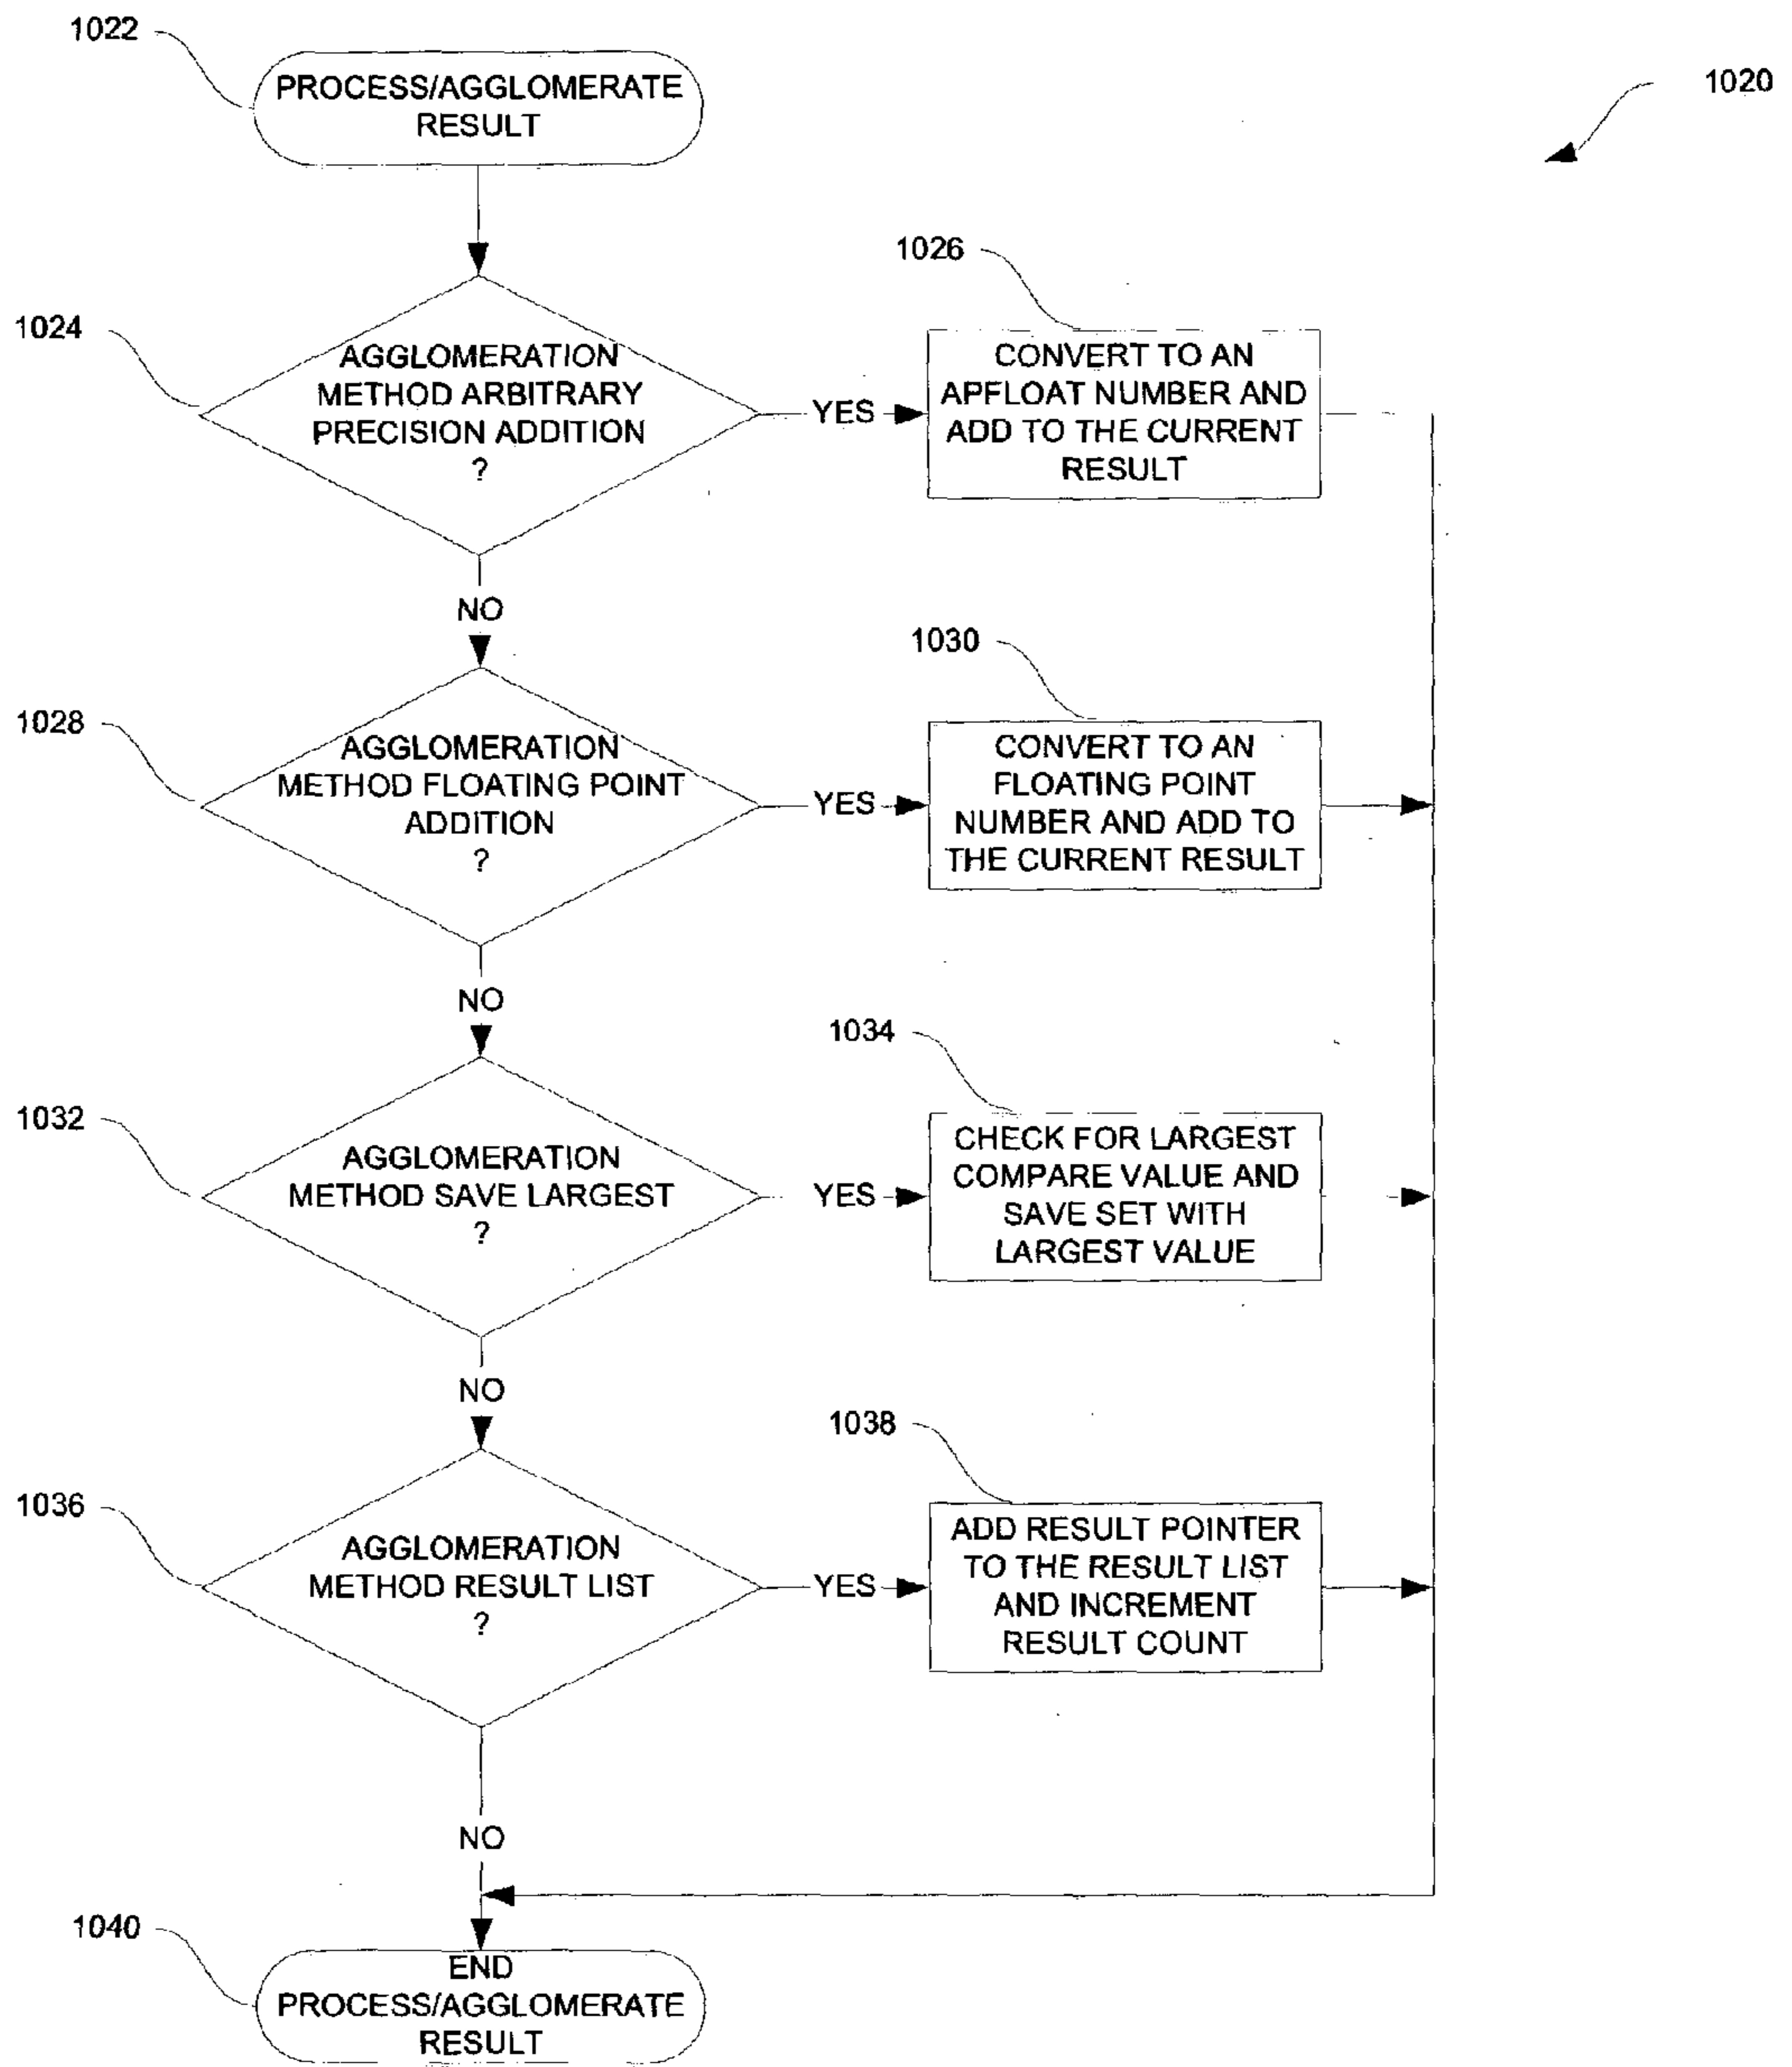 1022
PROCESS/AGGLOMERATE
RESULT
1020
1024
AGGLOMERATION
METHOD ARBITRARY
PRECISION ADDITION
?
YES
1026
CONVERT TO AN
APFLOAT NUMBER AND
ADD TO THE CURRENT
RESULT
NO
1028
AGGLOMERATION
METHOD FLOATING POINT
ADDITION
?
YES
1030
CONVERT TO AN
FLOATING POINT
NUMBER AND ADD TO
THE CURRENT RESULT
NO
1032
AGGLOMERATION
METHOD SAVE LARGEST
?
YES
1034
CHECK FOR LARGEST
COMPARE VALUE AND
SAVE SET WITH
LARGEST VALUE
NO
1036
AGGLOMERATION
METHOD RESULT LIST
?
YES
1038
ADD RESULT POINTER
TO THE RESULT LIST
AND INCREMENT
RESULT COUNT
NO
1040
END
PROCESS/AGGLOMERATE
RESULT